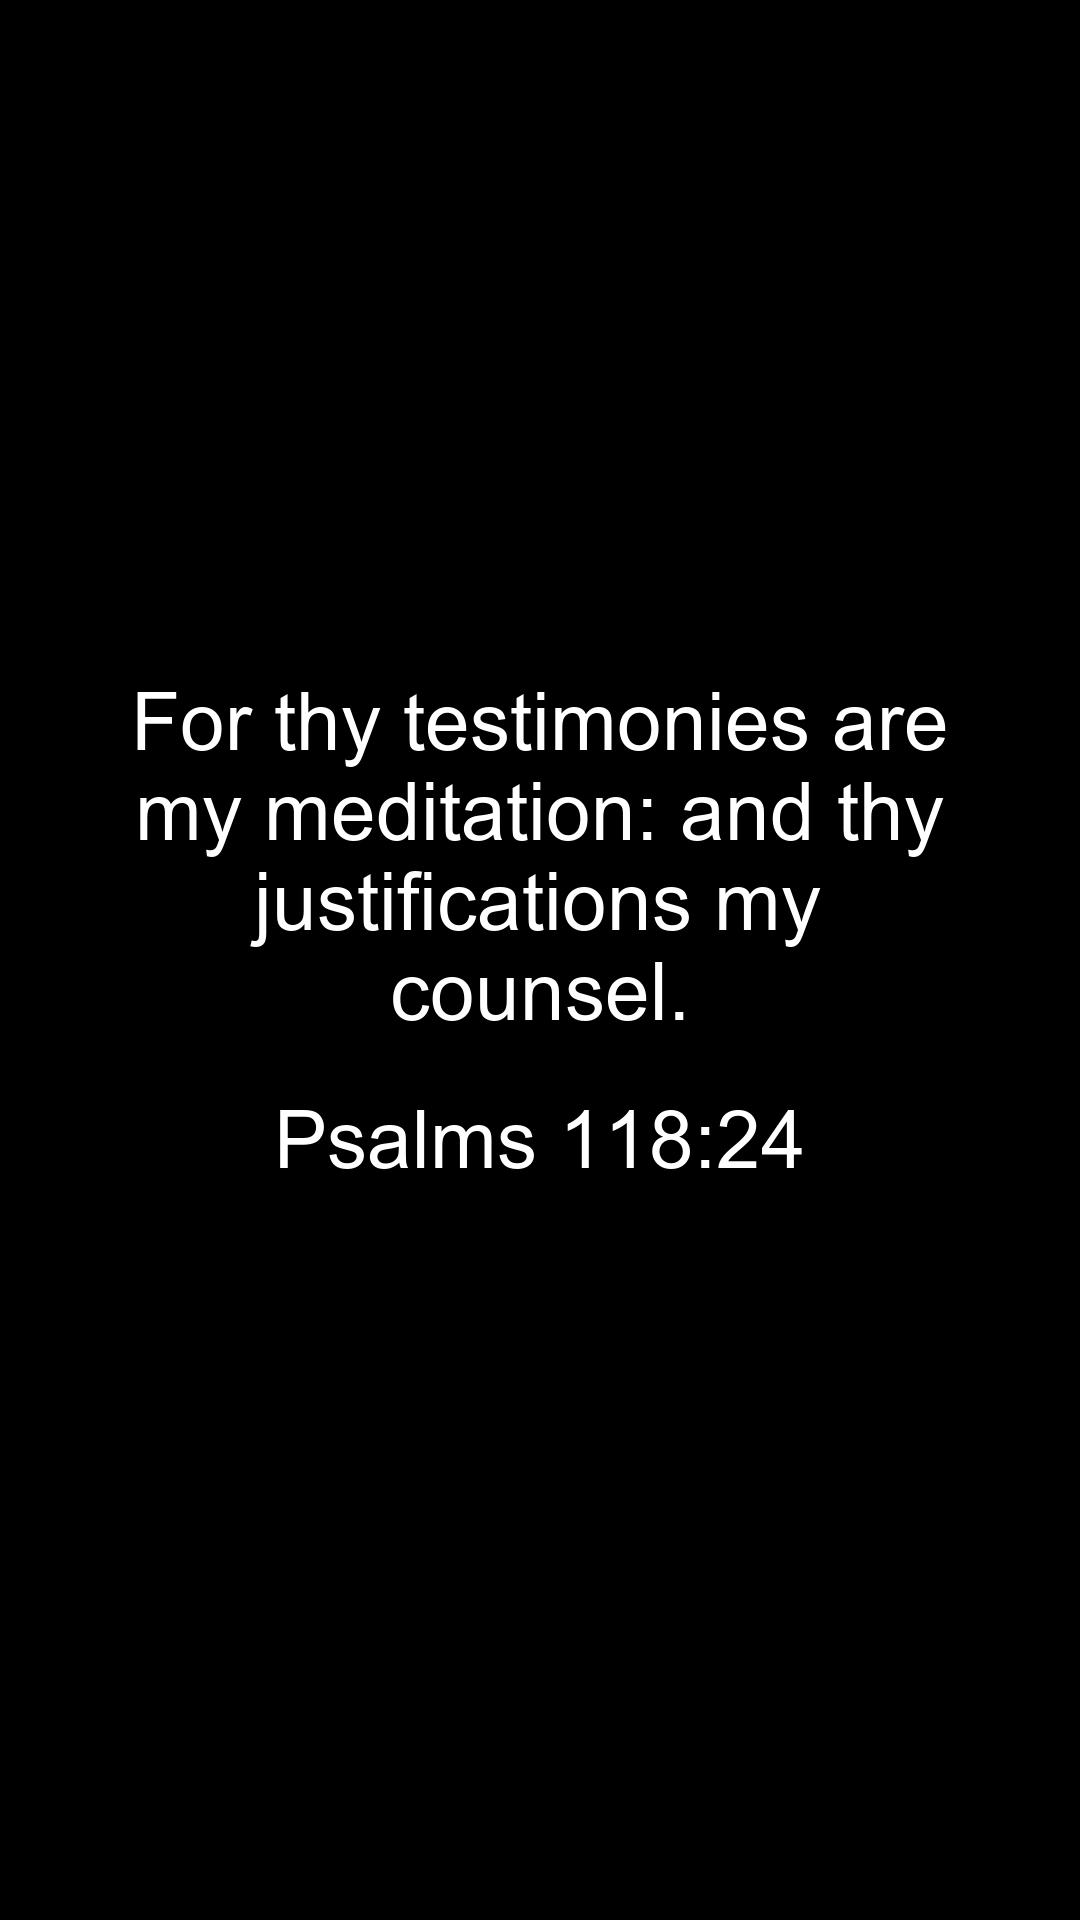 For thy testimonies are
my meditation: and thy
justifications my
counsel.
Psalms 118:24